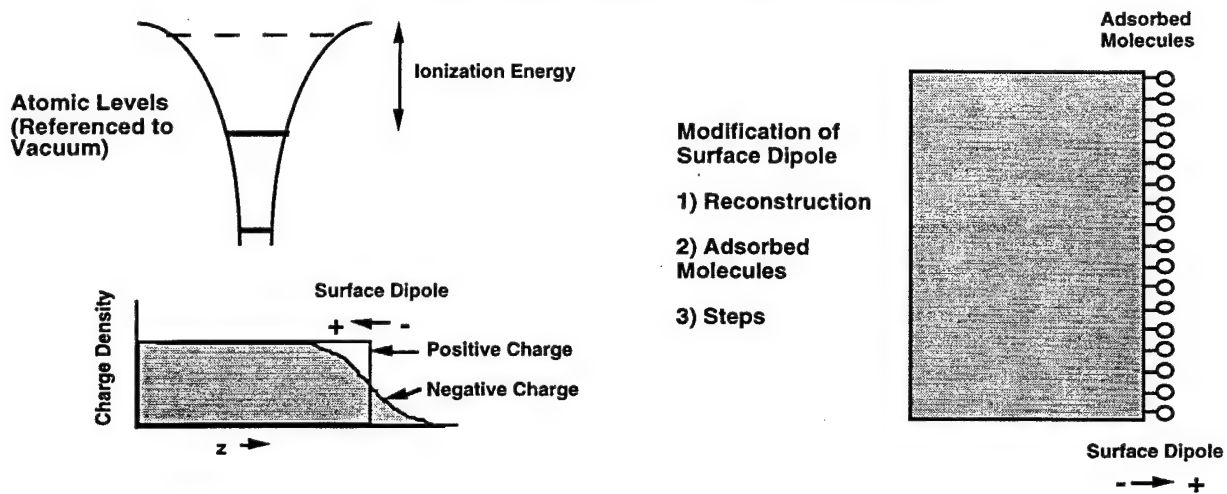 Ionization Energy
Atomic Levels
(Referenced to
Vacuum)
Surface Dipole
+ ← -
Positive Charge
Negative Charge
Charge Density
z →
Modification of
Surface Dipole
1) Reconstruction
2) Adsorbed
Molecules
3) Steps
Adsorbed
Molecules
Surface Dipole
- → +